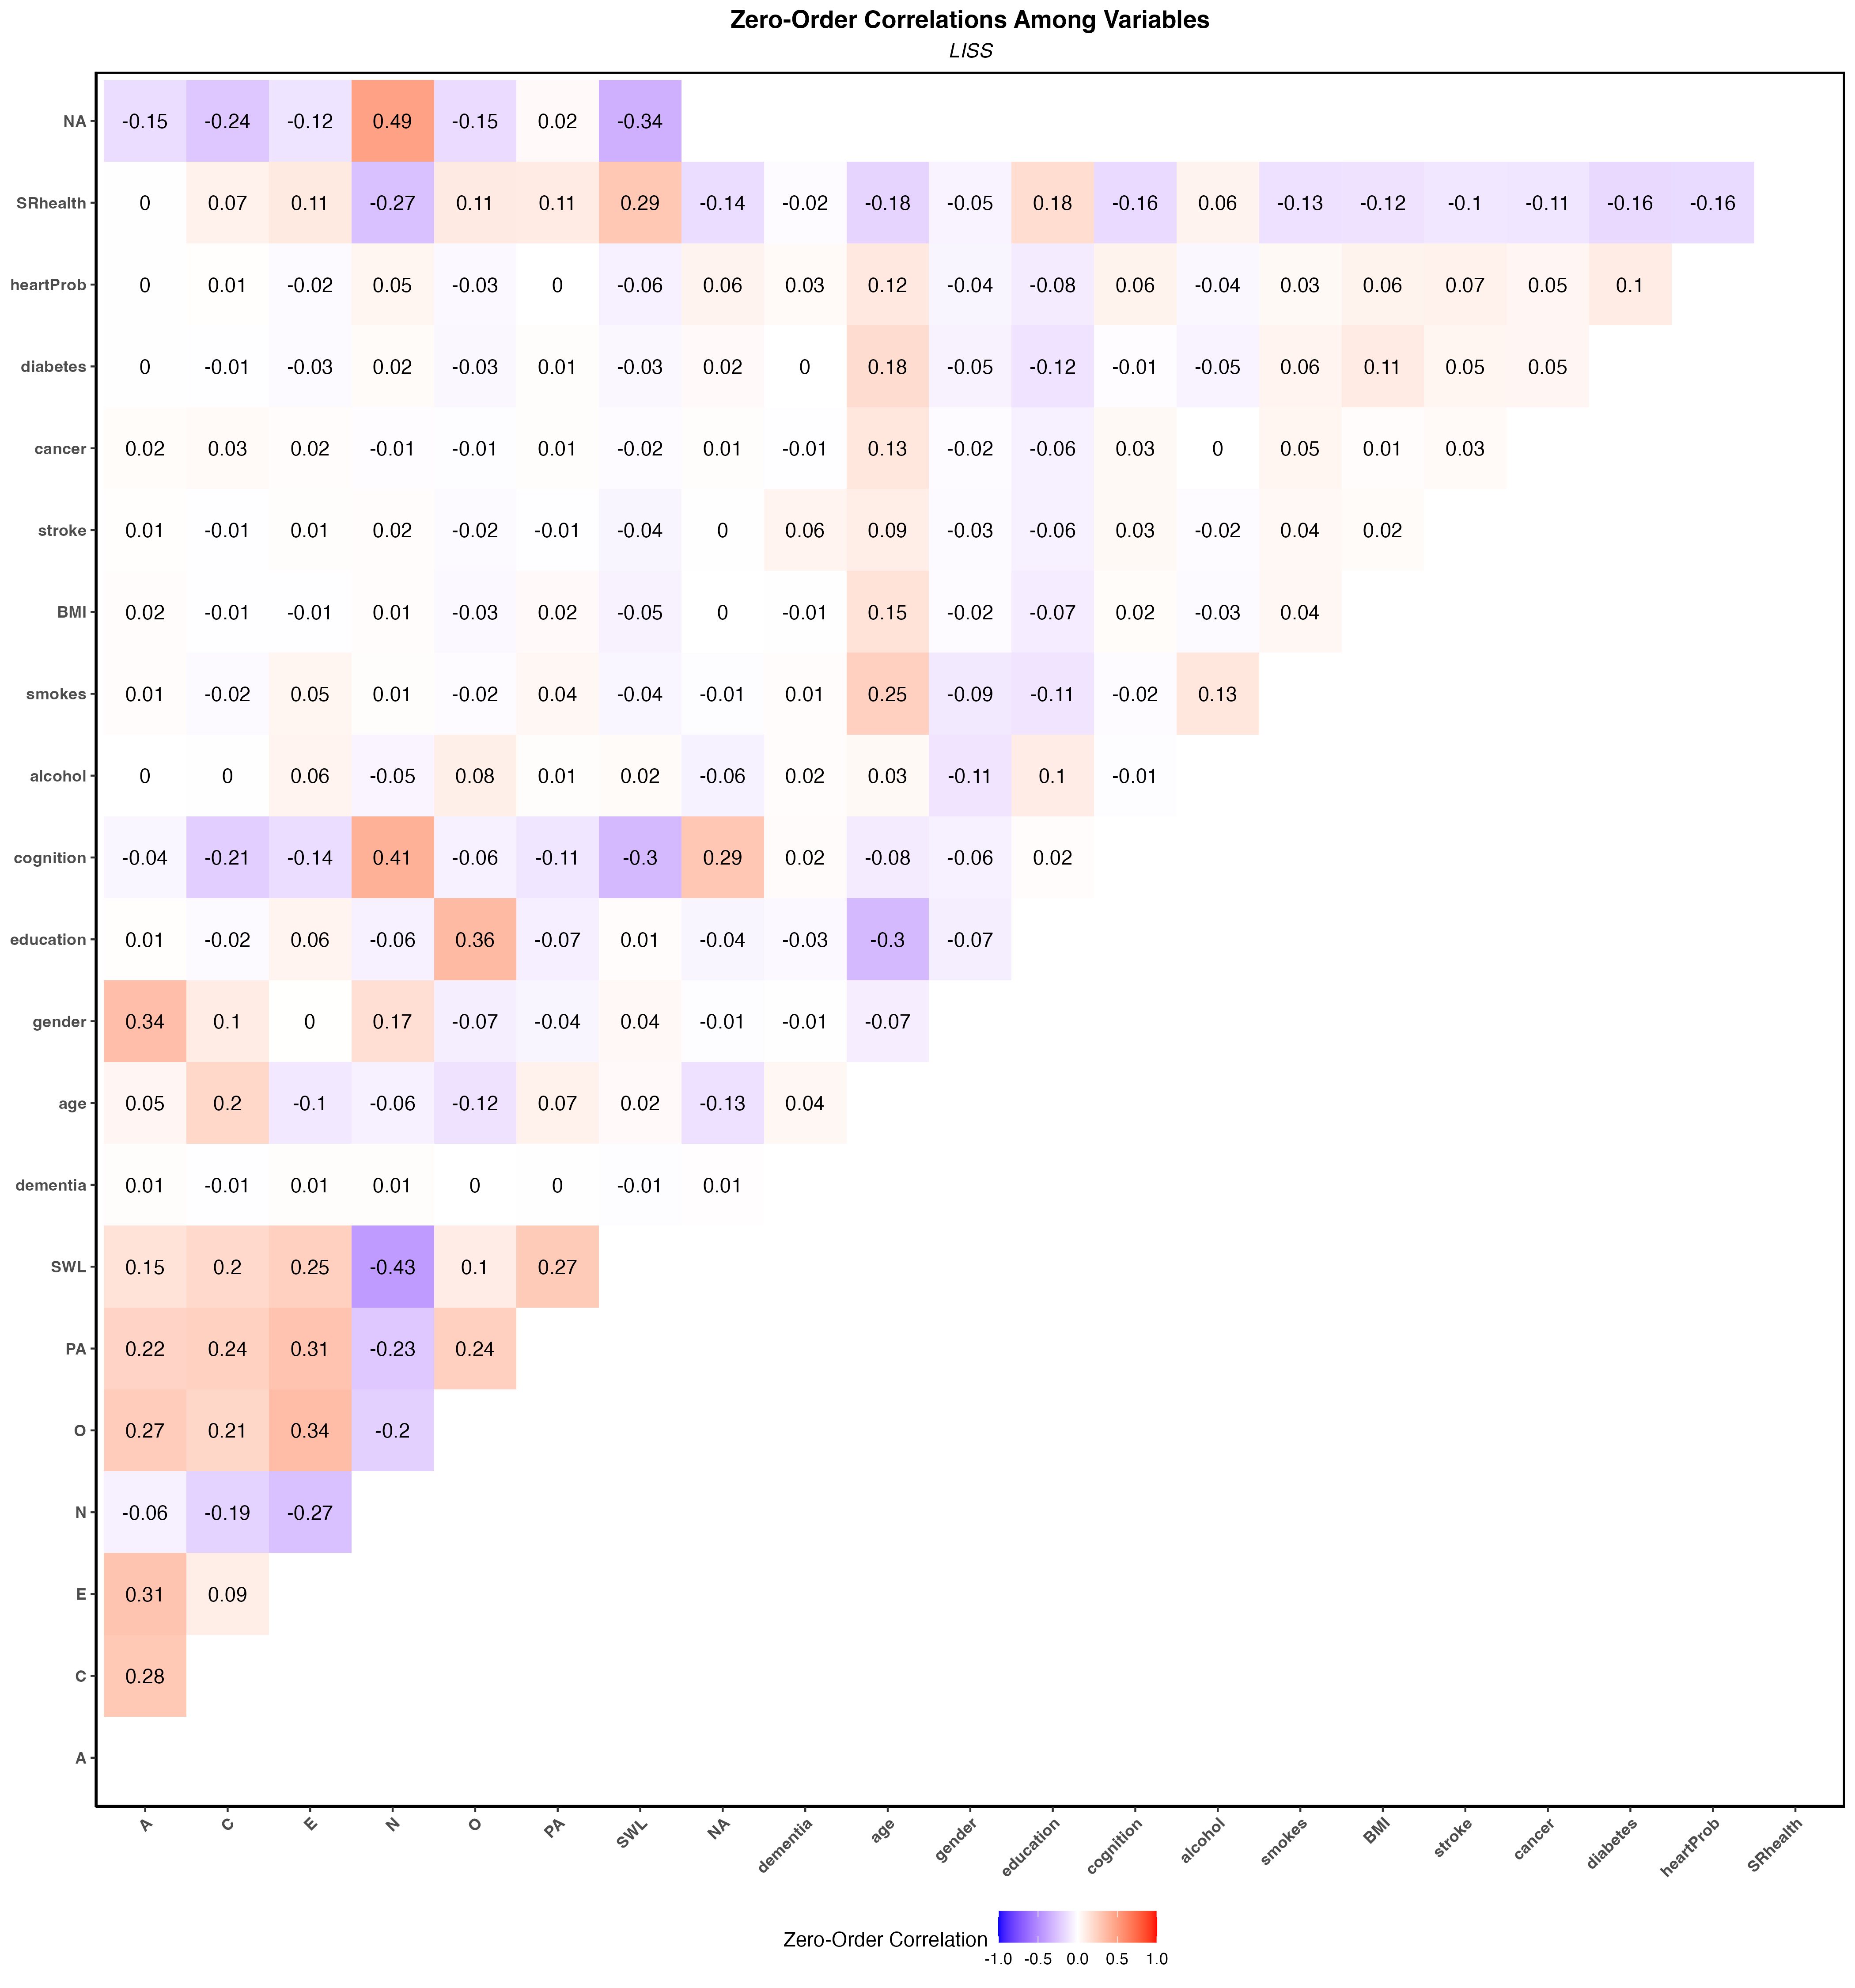 Zero-Order Correlations Among Variables
LISS
NA -0.15 -0.24 -0.12 0.49 -0.15 0.02 -0.34
SRhealth 0 0.07 0.11 -0.27 0.11 0.11 0.29 -0.14 -0.02 -0.18 -0.05 0.18 -0.16 0.06 -0.13 -0.12 -0.1 -0.11 -0.16 -0.16
heartProb 0 0.01 -0.02 0.05 -0.03 0 -0.06 0.06 0.03 0.12 -0.04 -0.08 0.06 -0.04 0.03 0.06 0.07 0.05 0.1
diabetes 0 -0.01 -0.03 0.02 -0.03 0.01 -0.03 0.02 0 0.18 -0.05 -0.12 -0.01 -0.05 0.06 0.11 0.05 0.05
cancer 0.02 0.03 0.02 -0.01 -0.01 0.01 -0.02 0.01 -0.01 0.13 -0.02 -0.06 0.03 0 0.05 0.01 0.03
stroke 0.01 -0.01 0.01 0.02 -0.02 -0.01 -0.04 0 0.06 0.09 -0.03 -0.06 0.03 -0.02 0.04 0.02
BMI 0.02 -0.01 -0.01 0.01 -0.03 0.02 -0.05 0 -0.01 0.15 -0.02 -0.07 0.02 -0.03 0.04
smokes 0.01 -0.02 0.05 0.01 -0.02 0.04 -0.04 -0.01 0.01 0.25 -0.09 -0.11 -0.02 0.13
alcohol 0 0 0.06 -0.05 0.08 0.01 0.02 -0.06 0.02 0.03 -0.11 0.1 -0.01
cognition -0.04 -0.21 -0.14 0.41 -0.06 -0.11 -0.3 0.29 0.02 -0.08 -0.06 0.02
education 0.01 -0.02 0.06 -0.06 0.36 -0.07 0.01 -0.04 -0.03 -0.3 -0.07
gender 0.34 0.1 0 0.17 -0.07 -0.04 0.04 -0.01 -0.01 -0.07
age 0.05 0.2 -0.1 -0.06 -0.12 0.07 0.02 -0.13 0.04
dementia 0.01 -0.01 0.01 0.01 0 0 -0.01 0.01
SWL 0.15 0.2 0.25 -0.43 0.1 0.27
PA 0.22 0.24 0.31 -0.23 0.24
O 0.27 0.21 0.34 -0.2
N -0.06 -0.19 -0.27
E 0.31 0.09
C 0.28
A
A C E N O PA SWL NA dementia age gender education cognition alcohol smokes BMI stroke cancer diabetes heartProb SRhealth
Zero-Order Correlation
-1.0 -0.5 0.0 0.5 1.0